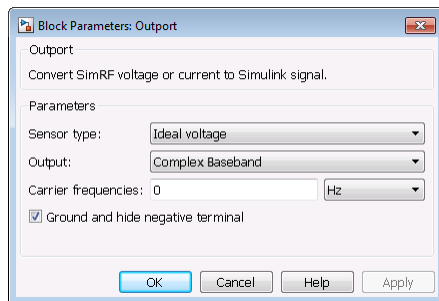 Block Parameters: Outport
Outport
Convert SimRF voltage or current to Simulink signal.
Parameters
Sensor type: Ideal voltage
Output: Complex Baseband
Carrier frequencies: 0 Hz
Ground and hide negative terminal
OK Cancel Help Apply